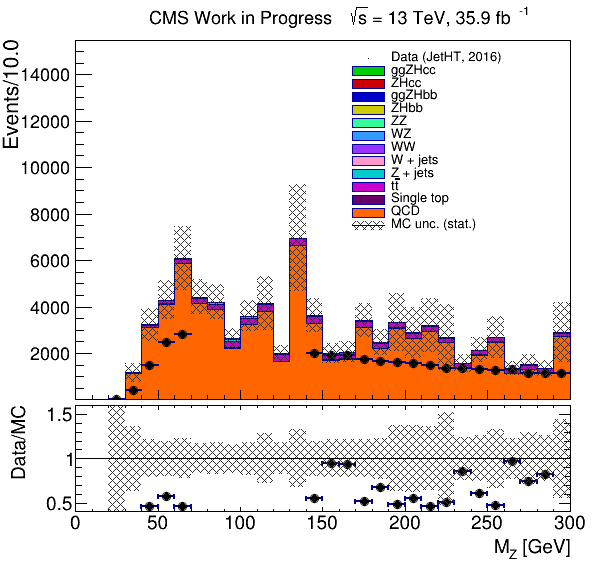 CMS Work in Progress √s = 13 TeV, 35.9 fb⁻¹
Events/10.0
14000
12000
10000
8000
6000
4000
2000
Data (JetHT, 2016)
ggZHcc
ZHcc
ggZHbb
ZHbb
ZZ
WZ
WW
W + jets
Z + jets
tt̄
Single top
QCD
MC unc. (stat.)
Data/MC
1.5
1
0.5
0 50 100 150 200 250 300
M_Z [GeV]